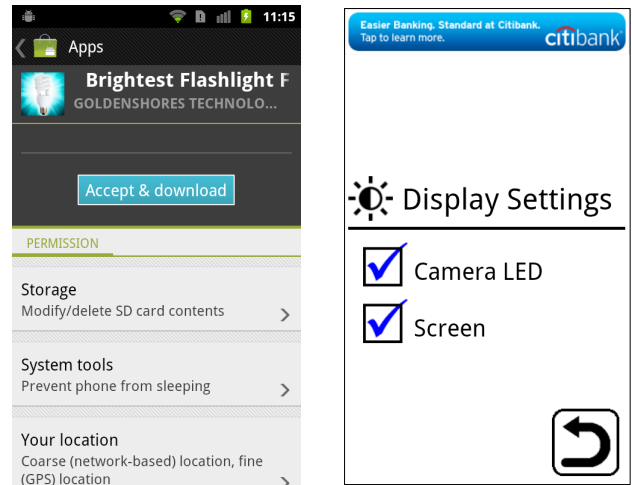 11:15
Apps
Brightest Flashlight F
GOLDENSHORES TECHNOLO...
Accept & download
PERMISSION
Storage
Modify/delete SD card contents
System tools
Prevent phone from sleeping
Your location
Coarse (network-based) location, fine
(GPS) location
Easier Banking. Standard at Citibank.
Tap to learn more.
citibank
Display Settings
Camera LED
Screen